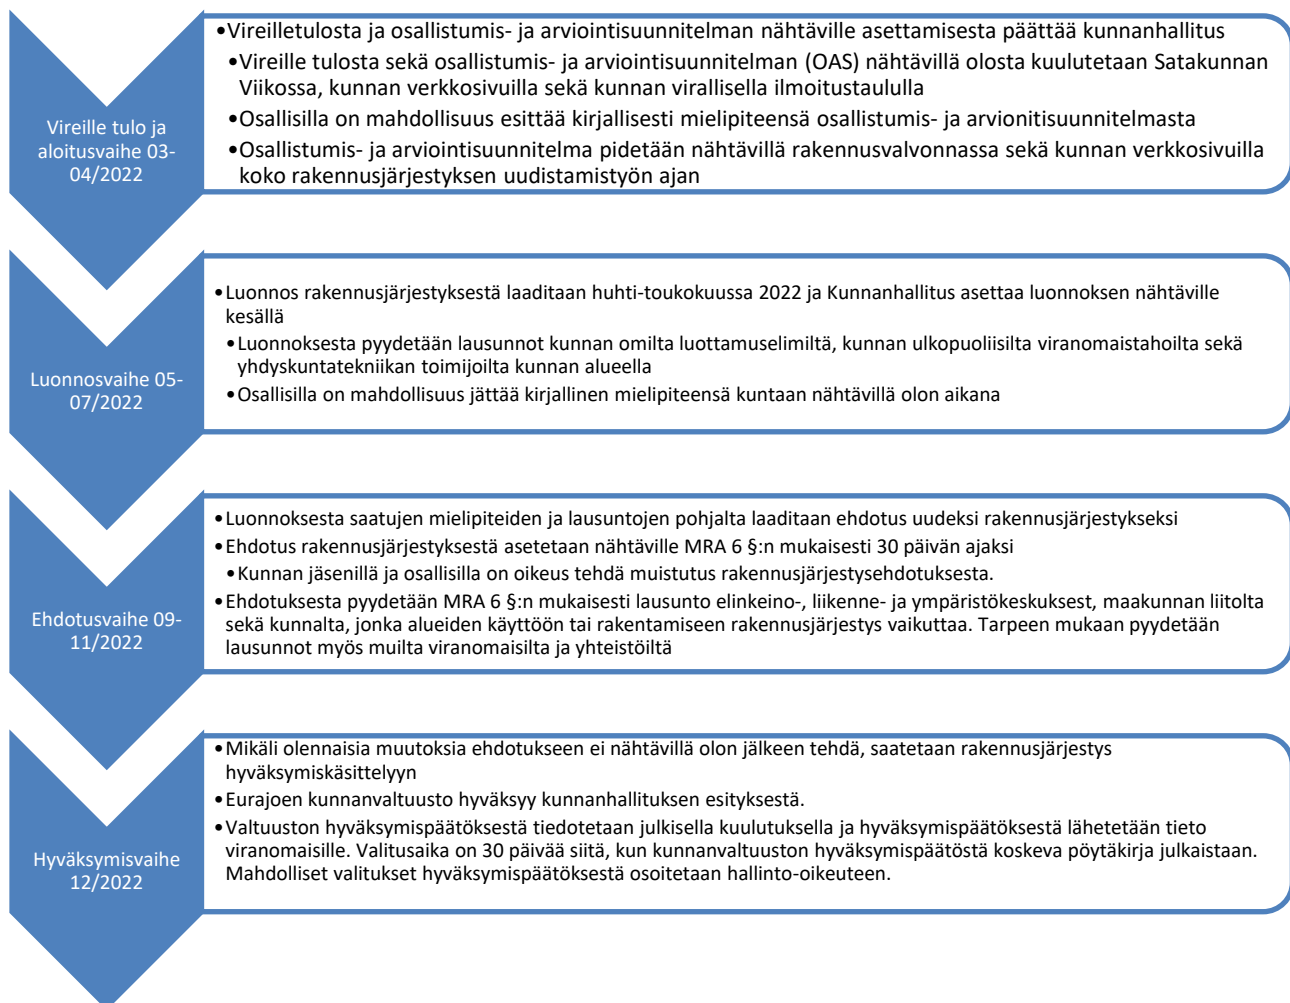 Vireille tulo ja
aloitusvaihe 03-
04/2022
•Vireilletulosta ja osallistumis- ja arviointisuunnitelman nähtäville asettamisesta päättää kunnanhallitus
•Vireille tulosta sekä osallistumis- ja arviointisuunnitelman (OAS) nähtävillä olosta kuulutetaan Satakunnan
Viikossa, kunnan verkkosivuilla sekä kunnan virallisella ilmoitustaululla
•Osallisilla on mahdollisuus esittää kirjallisesti mielipiteensä osallistumis- ja arvionitisuunnitelmasta
•Osallistumis- ja arviointisuunnitelma pidetään nähtävillä rakennusvalvonnassa sekä kunnan verkkosivuilla
koko rakennusjärjestyksen uudistamistyön ajan
Luonnosvaihe 05-
07/2022
•Luonnos rakennusjärjestyksestä laaditaan huhti-toukokuussa 2022 ja Kunnanhallitus asettaa luonnoksen nähtäville
kesällä
•Luonnoksesta pyydetään lausunnot kunnan omilta luottamuselimiltä, kunnan ulkopuoliisilta viranomaistahoilta sekä
yhdyskuntatekniikan toimijoilta kunnan alueella
•Osallisilla on mahdollisuus jättää kirjallinen mielipiteensä kuntaan nähtävillä olon aikana
Ehdotusvaihe 09-
11/2022
•Luonnoksesta saatujen mielipiteiden ja lausuntojen pohjalta laaditaan ehdotus uudeksi rakennusjärjestykseksi
•Ehdotus rakennusjärjestyksestä asetetaan nähtäville MRA 6 §:n mukaisesti 30 päivän ajaksi
•Kunnan jäsenillä ja osallisilla on oikeus tehdä muistutus rakennusjärjestysehdotuksesta.
•Ehdotuksesta pyydetään MRA 6 §:n mukaisesti lausunto elinkeino-, liikenne- ja ympäristökeskuksest, maakunnan liitolta
sekä kunnalta, jonka alueiden käyttöön tai rakentamiseen rakennusjärjestys vaikuttaa. Tarpeen mukaan pyydetään
lausunnot myös muilta viranomaisilta ja yhteistöiltä
Hyväksymisvaihe
12/2022
•Mikäli olennaisia muutoksia ehdotukseen ei nähtävillä olon jälkeen tehdä, saatetaan rakennusjärjestys
hyväksymiskäsittelyyn
•Eurajoen kunnanvaltuusto hyväksyy kunnanhallituksen esityksestä.
•Valtuuston hyväksymispäätöksestä tiedotetaan julkisella kuulutuksella ja hyväksymispäätöksestä lähetetään tieto
viranomaisille. Valitusaika on 30 päivää siitä, kun kunnanvaltuuston hyväksymispäätöstä koskeva pöytäkirja julkaistaan.
Mahdolliset valitukset hyväksymispäätöksestä osoitetaan hallinto-oikeuteen.